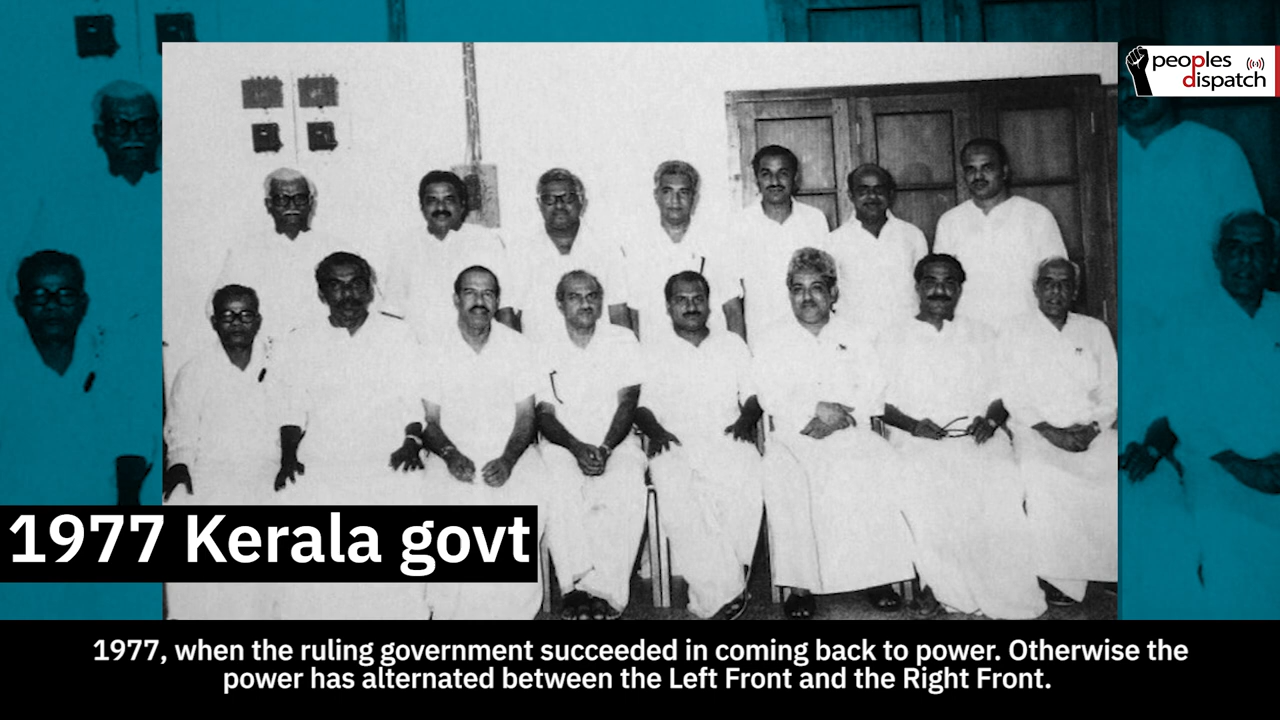 peoples
dispatch
1977 Kerala govt
1977, when the ruling government succeeded in coming back to power. Otherwise the
power has alternated between the Left Front and the Right Front.